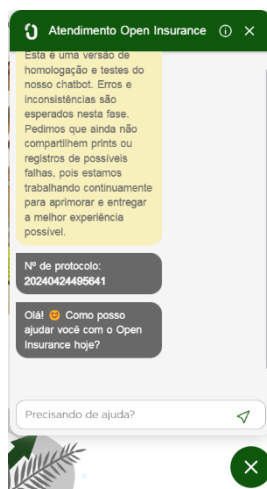 Atendimento Open Insurance
Esta é uma versão de
homologação e testes do
nosso chatbot. Erros e
inconsistências são
esperados nesta fase.
Pedimos que ainda não
compartilhem prints ou
registros de possíveis
falhas, pois estamos
trabalhando continuamente
para aprimorar e entregar
a melhor experiência
possível.
Nº de protocolo:
20240424495641
Olá! 😊 Como posso
ajudar você com o Open
Insurance hoje?
Precisando de ajuda?